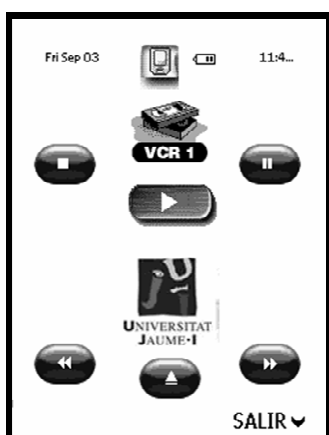 Fri Sep 03
11:4...
VCR 1
UNIVERSITAT
JAUME·I
SALIR